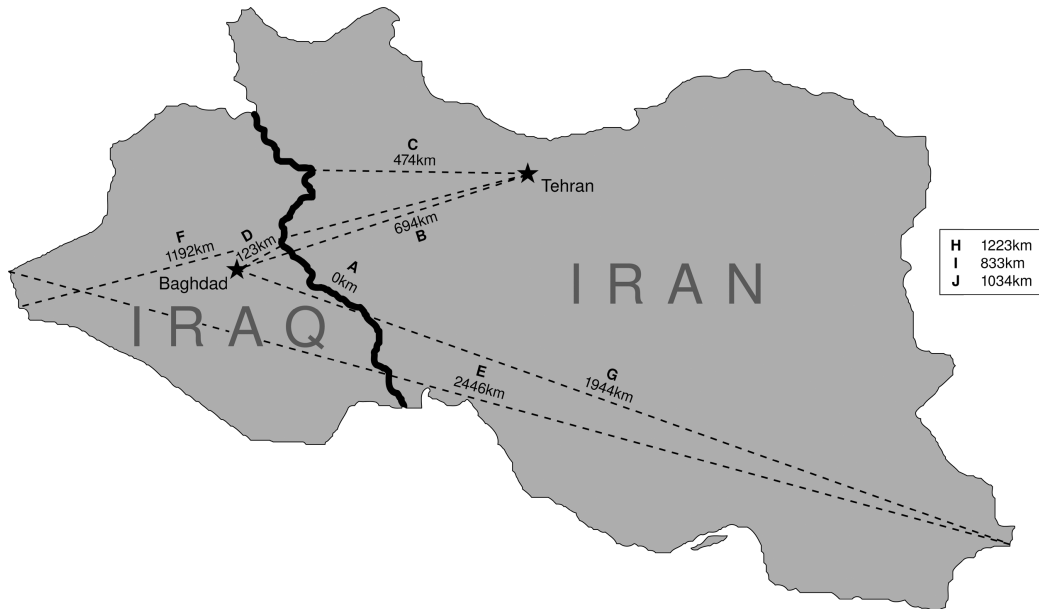 C
474km
Tehran
694km
B
F
1192km
D
123km
Baghdad
A
0km
IRAN
IRAQ
H 1223km
I 833km
J 1034km
E
2446km
G
1944km